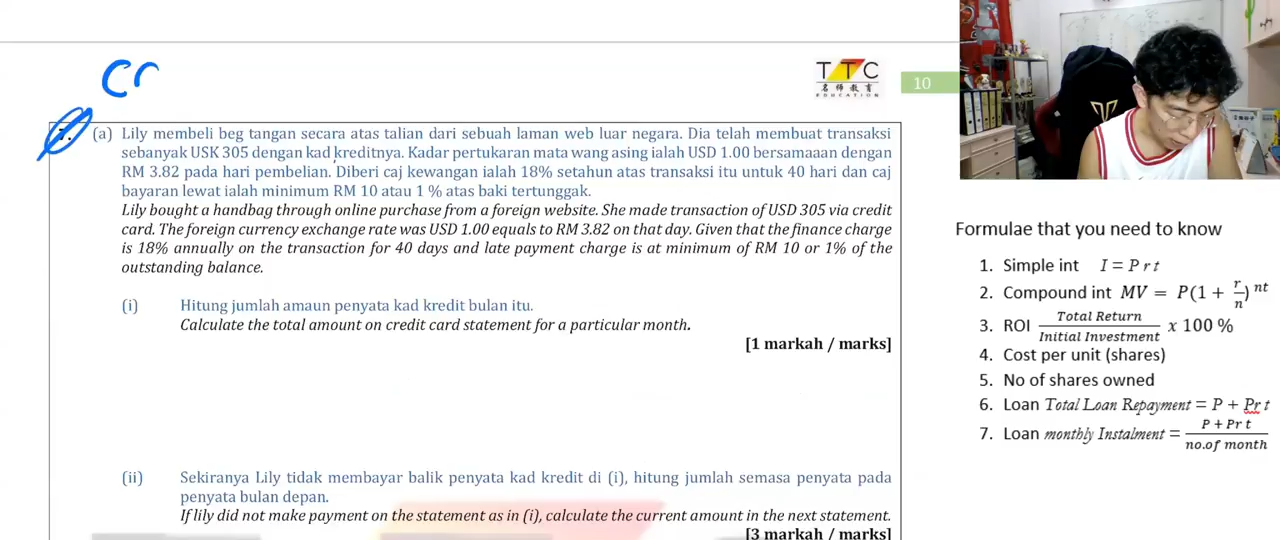 Cr
TTC
名師教育
EDUCATION
10
(a) Lily membeli beg tangan secara atas talian dari sebuah laman web luar negara. Dia telah membuat transaksi
sebanyak USK 305 dengan kad kreditnya. Kadar pertukaran mata wang asing ialah USD 1.00 bersamaaan dengan
RM 3.82 pada hari pembelian. Diberi caj kewangan ialah 18% setahun atas transaksi itu untuk 40 hari dan caj
bayaran lewat ialah minimum RM 10 atau 1 % atas baki tertunggak.
Lily bought a handbag through online purchase from a foreign website. She made transaction of USD 305 via credit
card. The foreign currency exchange rate was USD 1.00 equals to RM 3.82 on that day. Given that the finance charge
is 18% annually on the transaction for 40 days and late payment charge is at minimum of RM 10 or 1% of the
outstanding balance.
(i) Hitung jumlah amaun penyata kad kredit bulan itu.
Calculate the total amount on credit card statement for a particular month.
[1 markah / marks]
(ii) Sekiranya Lily tidak membayar balik penyata kad kredit di (i), hitung jumlah semasa penyata pada
penyata bulan depan.
If lily did not make payment on the statement as in (i), calculate the current amount in the next statement.
[3 markah / marks]
Formulae that you need to know
1. Simple int I = P r t
2. Compound int MV = P(1 + r/n) nt
3. ROI Total Return / Initial Investment x 100 %
4. Cost per unit (shares)
5. No of shares owned
6. Loan Total Loan Repayment = P + Pr t
7. Loan monthly Instalment = P + Pr t / no.of month